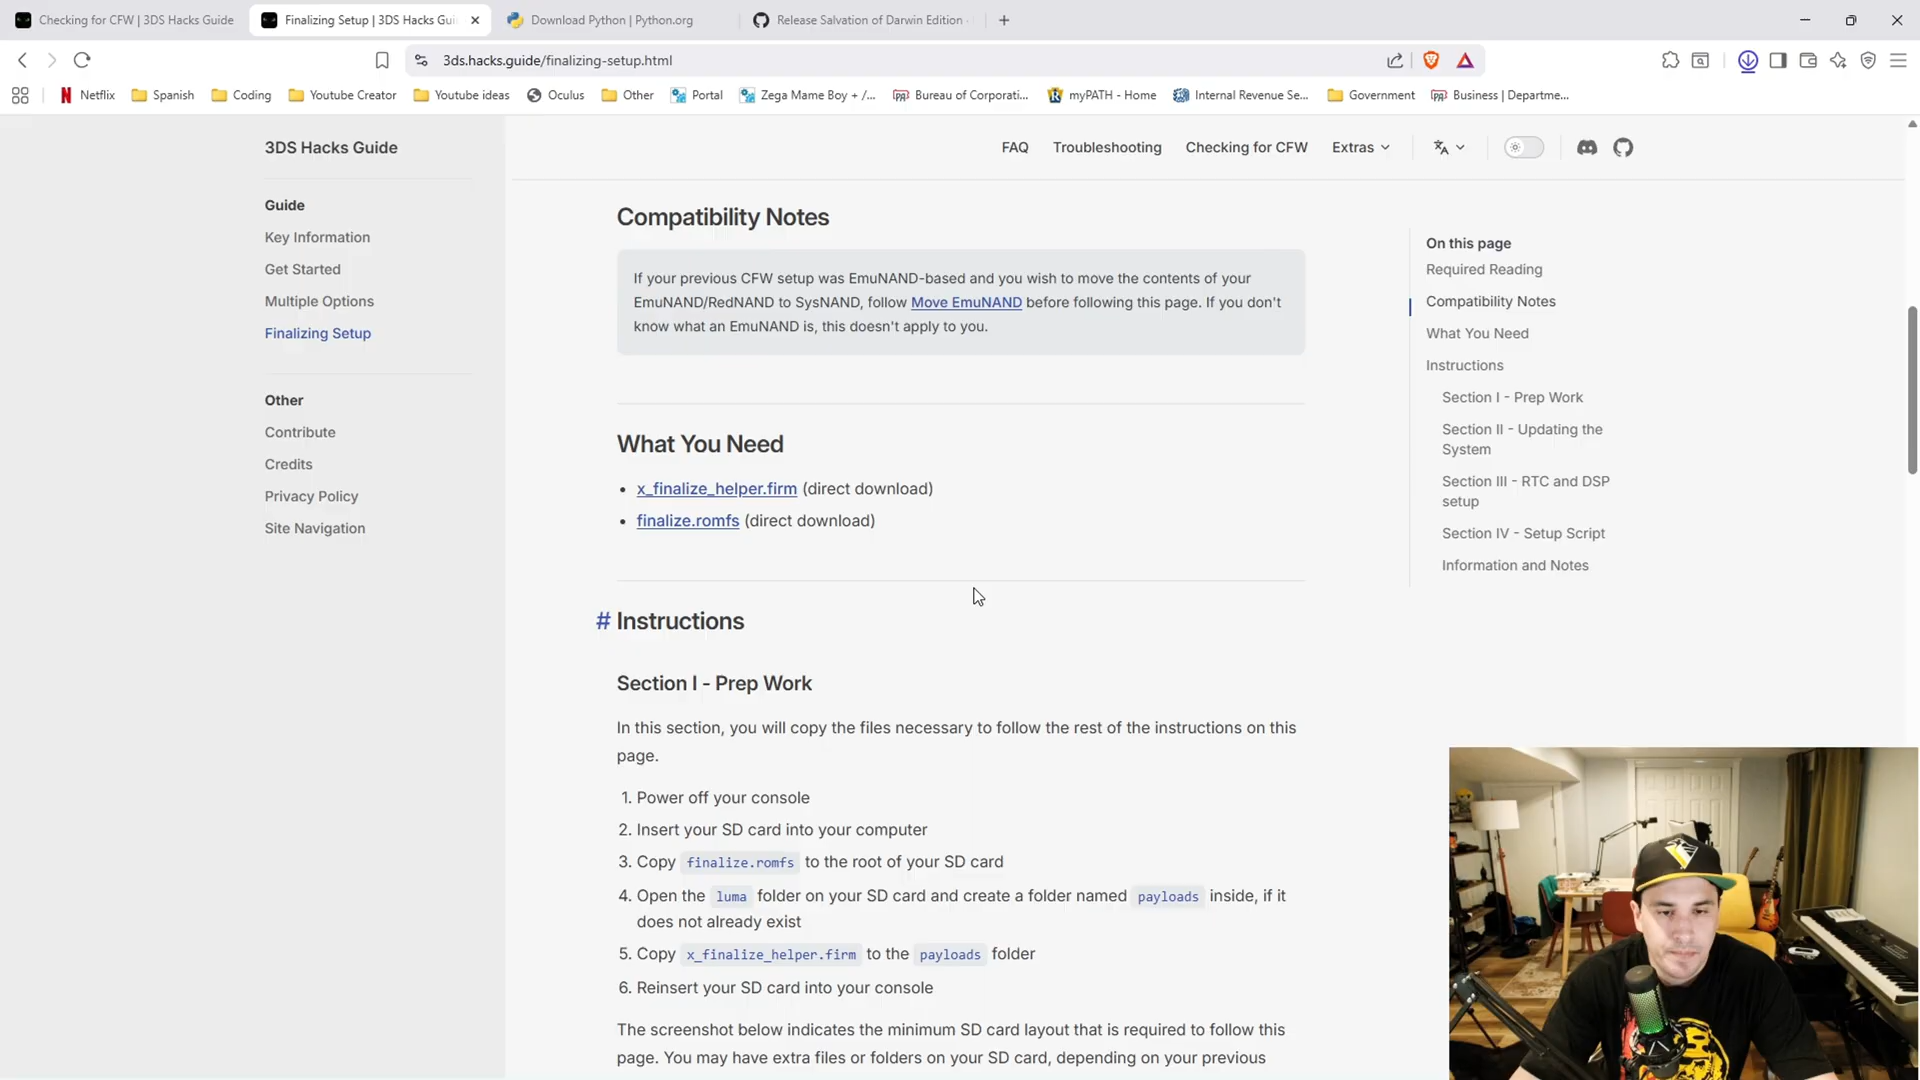 Checking for CFW | 3DS Hacks Guide
Finalizing Setup | 3DS Hacks Gui
Download Python | Python.org
Release Salvation of Darwin Edition
3ds.hacks.guide/finalizing-setup.html
Netflix
Spanish
Coding
Youtube Creator
Youtube ideas
Oculus
Other
Portal
Zega Mame Boy + /...
Bureau of Corporati...
myPATH - Home
Internal Revenue Se...
Government
Business | Departme...
3DS Hacks Guide
FAQ
Troubleshooting
Checking for CFW
Extras
Guide
Key Information
Get Started
Multiple Options
Finalizing Setup
Other
Contribute
Credits
Privacy Policy
Site Navigation
Compatibility Notes
If your previous CFW setup was EmuNAND-based and you wish to move the contents of your
EmuNAND/RedNAND to SysNAND, follow Move EmuNAND before following this page. If you don't
know what an EmuNAND is, this doesn't apply to you.
What You Need
• x_finalize_helper.firm (direct download)
• finalize.romfs (direct download)
# Instructions
Section I - Prep Work
In this section, you will copy the files necessary to follow the rest of the instructions on this
page.
1. Power off your console
2. Insert your SD card into your computer
3. Copy finalize.romfs to the root of your SD card
4. Open the luma folder on your SD card and create a folder named payloads inside, if it
does not already exist
5. Copy x_finalize_helper.firm to the payloads folder
6. Reinsert your SD card into your console
The screenshot below indicates the minimum SD card layout that is required to follow this
page. You may have extra files or folders on your SD card, depending on your previous
On this page
Required Reading
Compatibility Notes
What You Need
Instructions
Section I - Prep Work
Section II - Updating the
System
Section III - RTC and DSP
setup
Section IV - Setup Script
Information and Notes